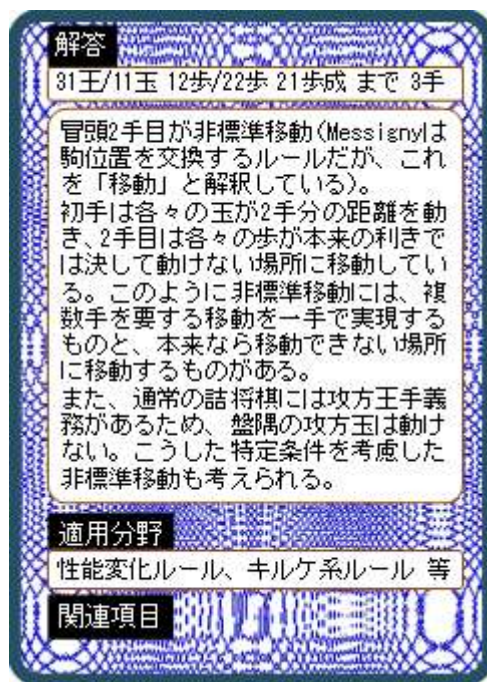 解答
31王/11玉 12歩/22歩 21歩成 まで 3手
冒頭2手目が非標準移動(Messignyは
駒位置を交換するルールだが、これ
を「移動」と解釈している)。
初手は各々の玉が2手分の距離を動
き、2手目は各々の歩が本来の利きで
は決して動けない場所に移動してい
る。このように非標準移動には、複
数手を要する移動を一手で実現する
ものと、本来なら移動できない場所
に移動するものがある。
また、通常の詰将棋には攻方王手義
務があるため、盤隅の攻方玉は動け
ない。こうした特定条件を考慮した
非標準移動も考えられる。
適用分野
性能変化ルール、キルケ系ルール 等
関連項目